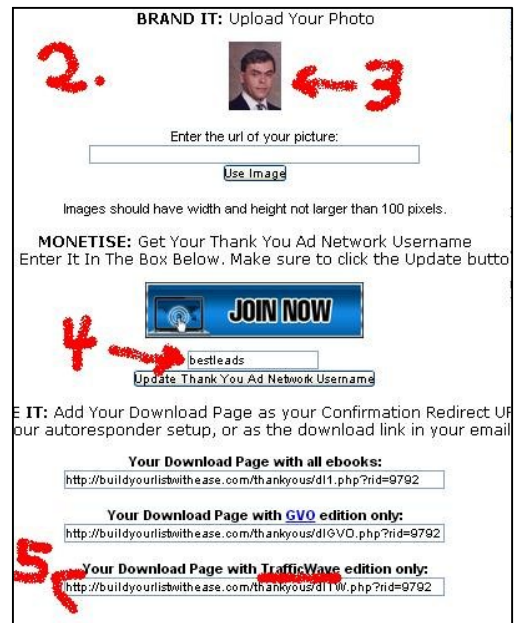 BRAND IT: Upload Your Photo
2.
3
Enter the url of your picture:
Use Image
Images should have width and height not larger than 100 pixels.
MONETISE: Get Your Thank You Ad Network Username
Enter It In The Box Below. Make sure to click the Update butto
JOIN NOW
4
bestleads
Update Thank You Ad Network Username
E IT: Add Your Download Page as your Confirmation Redirect UR
our autoresponder setup, or as the download link in your email
Your Download Page with all ebooks:
http://buildyourlistwithease.com/thankyous/dl1.php?rid=9792
Your Download Page with GVO edition only:
http://buildyourlistwithease.com/thankyous/dlGVO.php?rid=9792
5
Your Download Page with TrafficWave edition only:
http://buildyourlistwithease.com/thankyous/dlTW.php?rid=9792